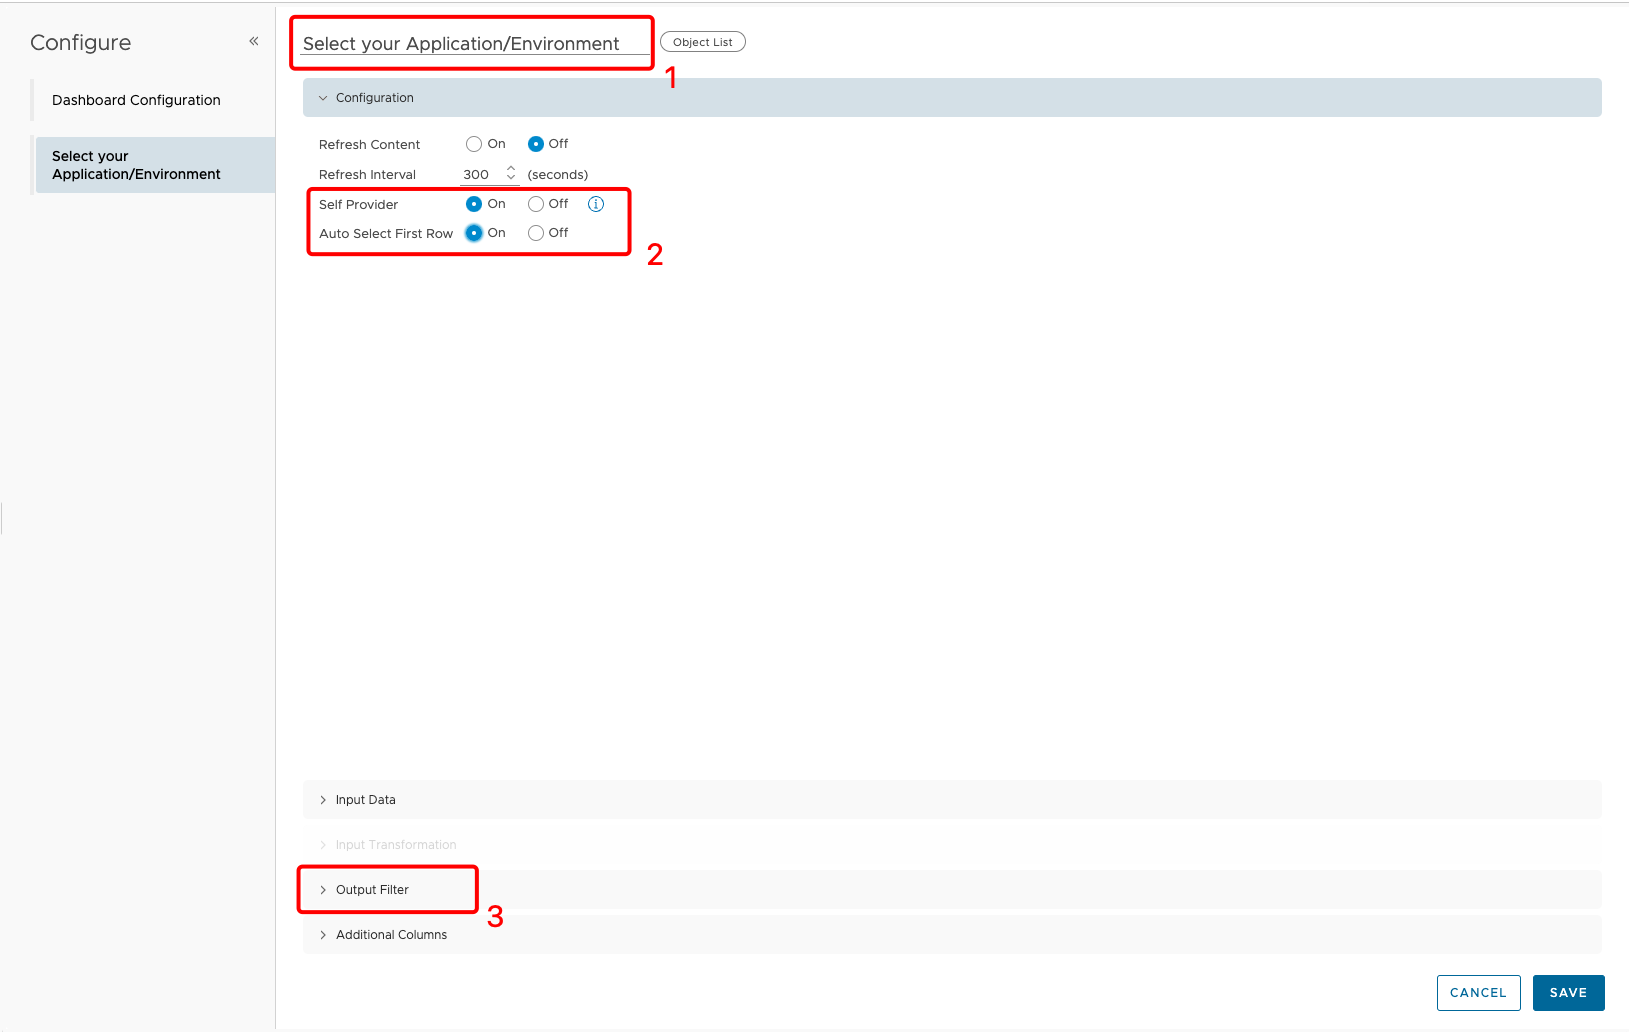 Configure
«
Dashboard Configuration
Select your
Application/Environment
Select your Application/Environment
Object List
1
Configuration
Refresh Content On Off
Refresh Interval 300 (seconds)
Self Provider On Off i
Auto Select First Row On Off
2
Input Data
Input Transformation
Output Filter
3
Additional Columns
CANCEL SAVE